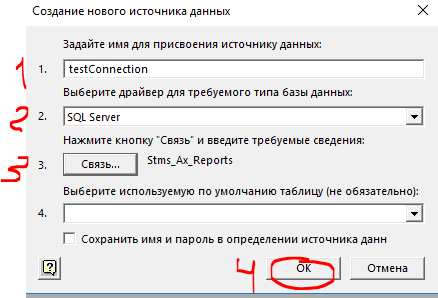 Создание нового источника данных
Задайте имя для присвоения источнику данных:
1 1. testConnection
Выберите драйвер для требуемого типа базы данных:
2 2. SQL Server
Нажмите кнопку "Связь" и введите требуемые сведения:
3 3. Связь... Stms_Ax_Reports
Выберите используемую по умолчанию таблицу (не обязательно):
4.
Сохранить имя и пароль в определении источника данн
? 4 ОК Отмена